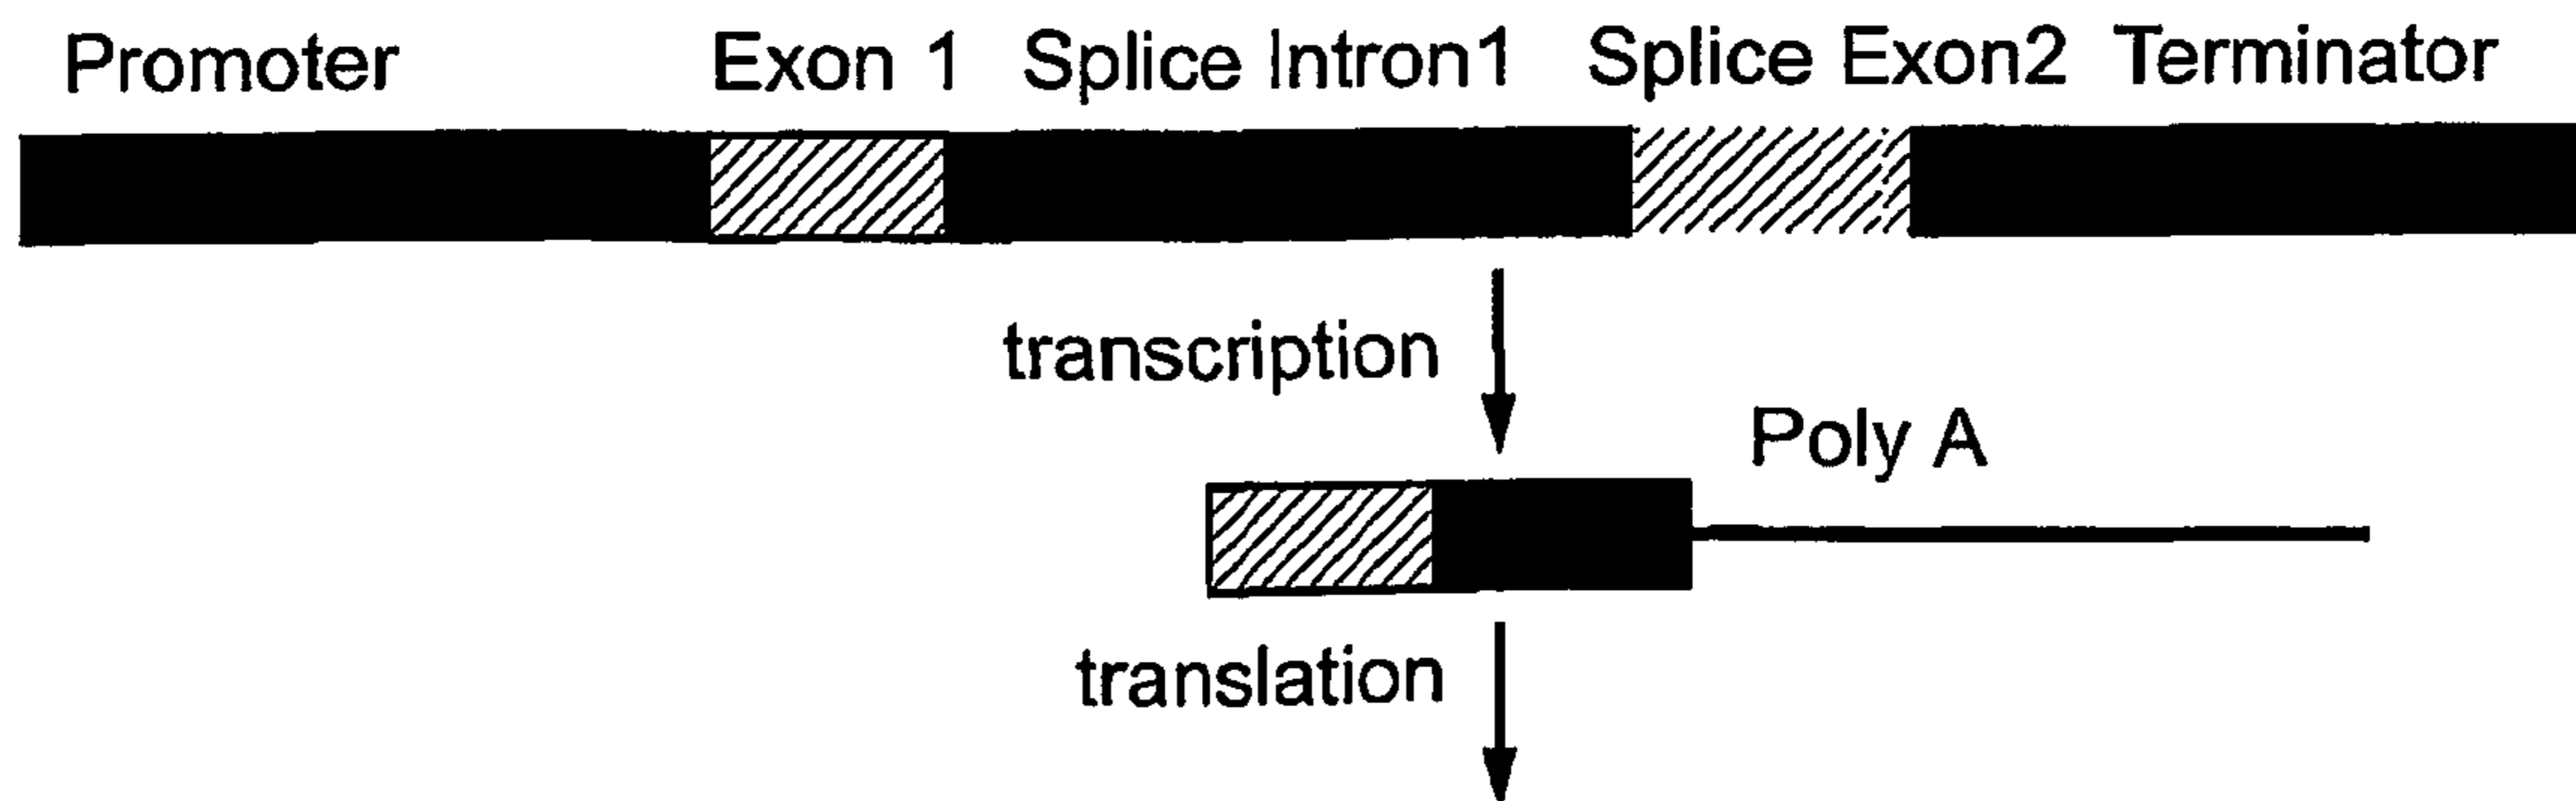 Promoter Exon 1 Splice Intron1 Splice Exon2 Terminator
transcription
Poly A
translation